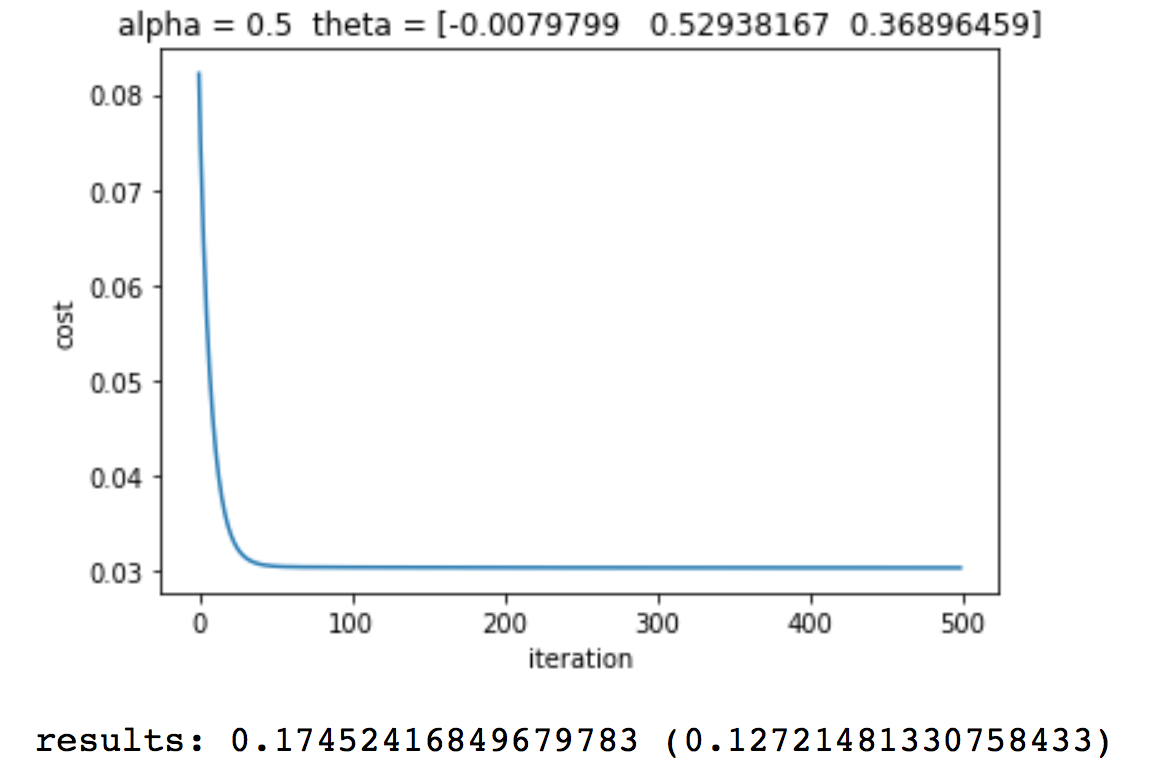 alpha = 0.5  theta = [-0.0079799   0.52938167  0.36896459]
0.08
0.07
0.06
0.05
0.04
0.03
cost
0 100 200 300 400 500
iteration
results: 0.17452416849679783 (0.12721481330758433)